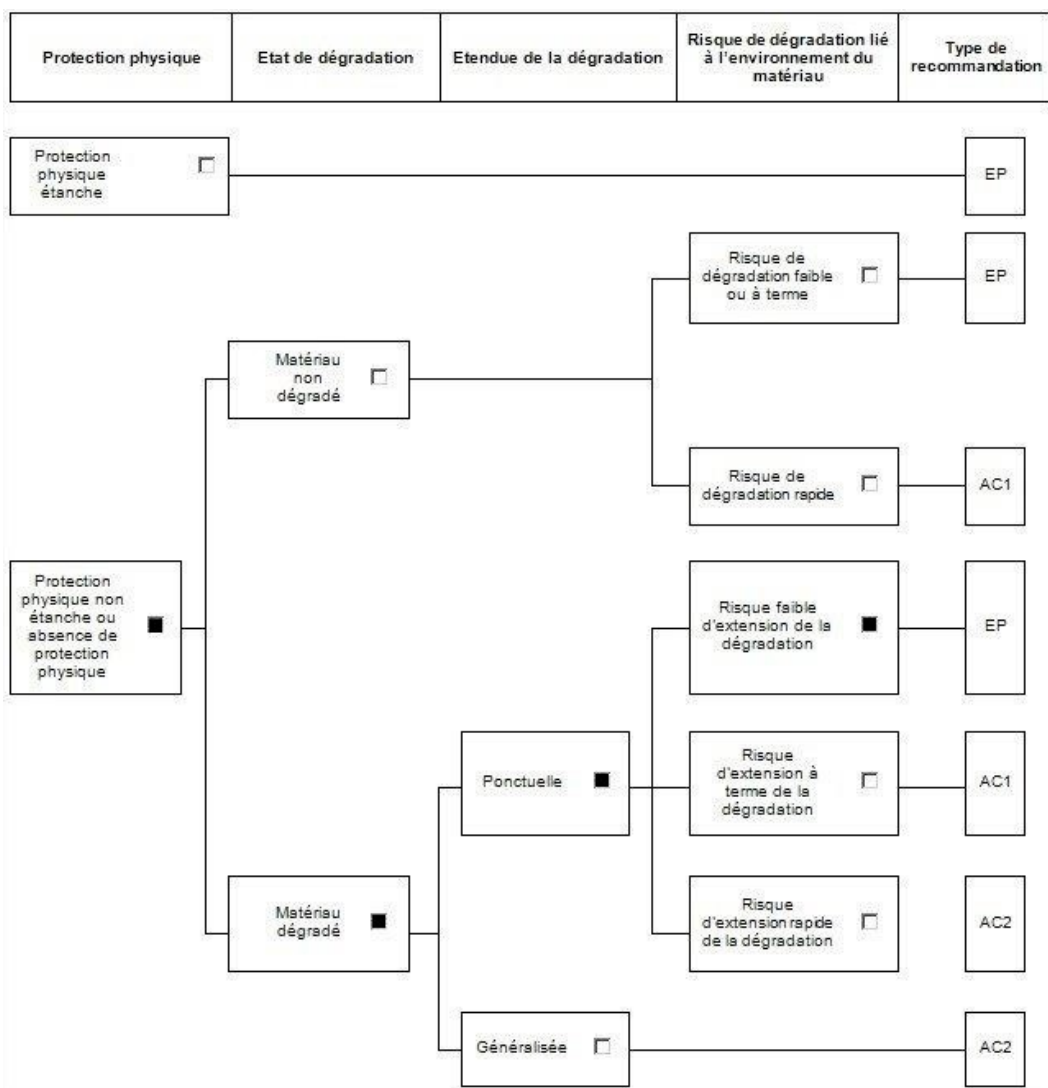 Protection physique
Etat de dégradation
Etendue de la dégradation
Risque de dégradation lié
à l'environnement du
matériau
Type de
recommandation
Protection
physique
étanche
EP
Risque de
dégradation faible
ou à terme
EP
Matériau
non
dégradé
Risque de
dégradation rapide
AC1
Protection
physique non
étanche ou
absence de
protection
physique
Risque faible
d'extension de la
dégradation
EP
Ponctuelle
Risque
d'extension à
terme de la
dégradation
AC1
Matériau
dégradé
Risque
d'extension rapide
de la dégradation
AC2
Généralisée
AC2